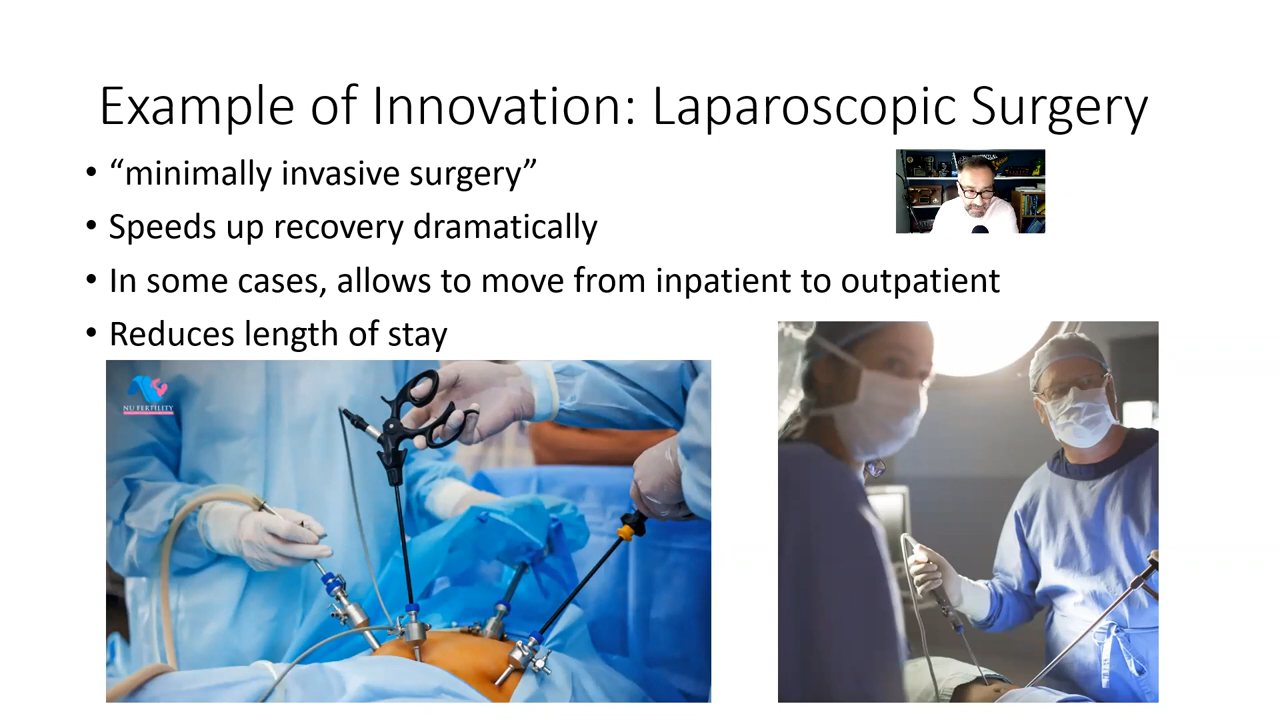 Example of Innovation: Laparoscopic Surgery
• “minimally invasive surgery”
• Speeds up recovery dramatically
• In some cases, allows to move from inpatient to outpatient
• Reduces length of stay
NU FERTILITY